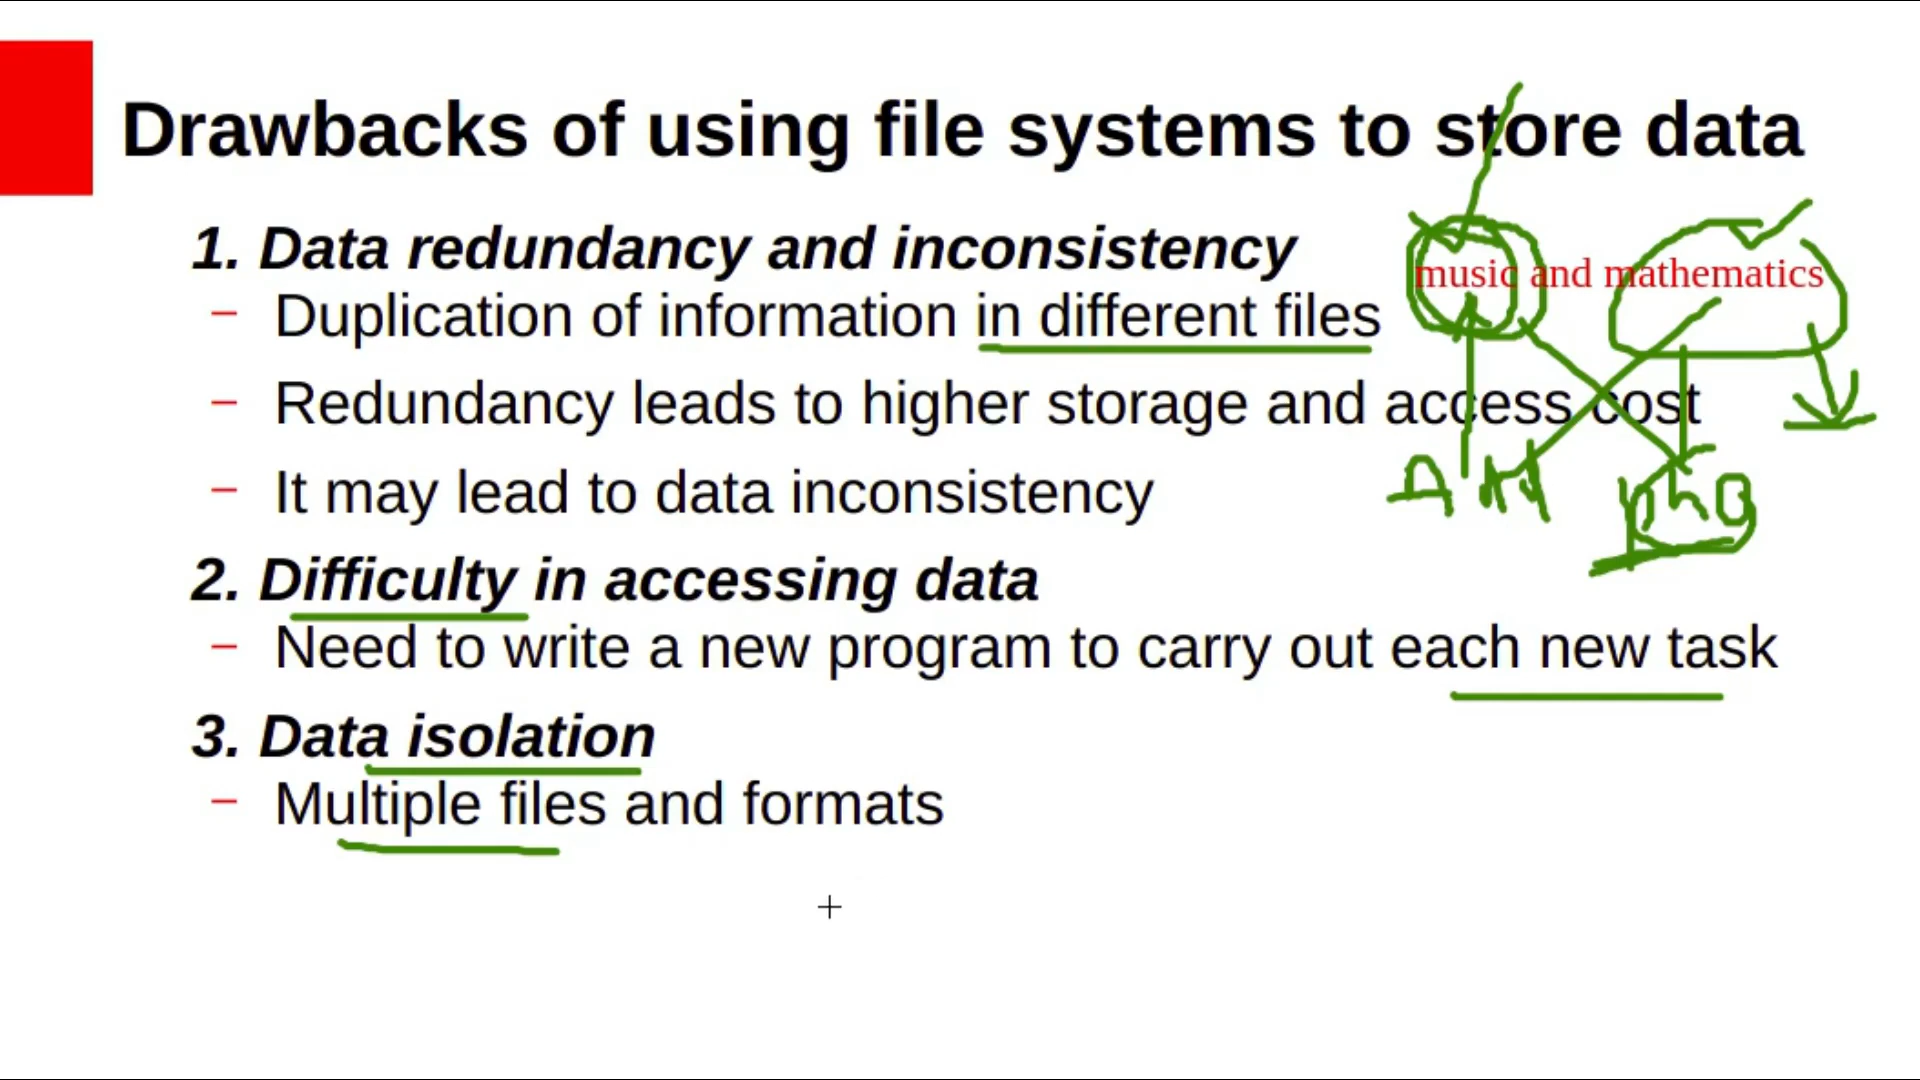 Drawbacks of using file systems to store data
1. Data redundancy and inconsistency
music and mathematics
– Duplication of information in different files
– Redundancy leads to higher storage and access cost
– It may lead to data inconsistency
2. Difficulty in accessing data
– Need to write a new program to carry out each new task
3. Data isolation
– Multiple files and formats